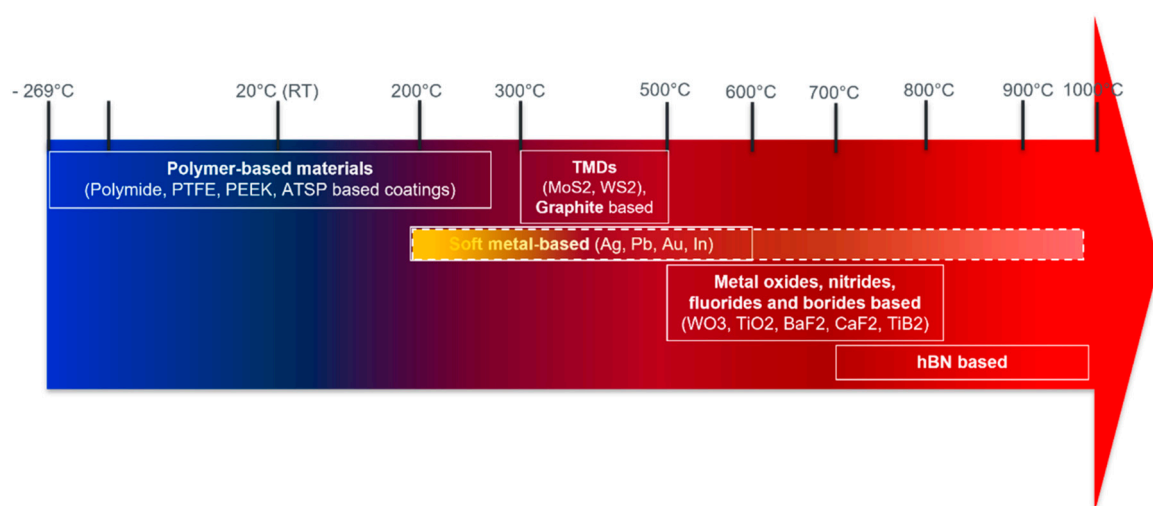 - 269°C
20°C (RT)
200°C
300°C
500°C
600°C
700°C
800°C
900°C
1000°C
Polymer-based materials
(Polymide, PTFE, PEEK, ATSP based coatings)
TMDs
(MoS2, WS2),
Graphite based
Soft metal-based (Ag, Pb, Au, In)
Metal oxides, nitrides,
fluorides and borides based
(WO3, TiO2, BaF2, CaF2, TiB2)
hBN based